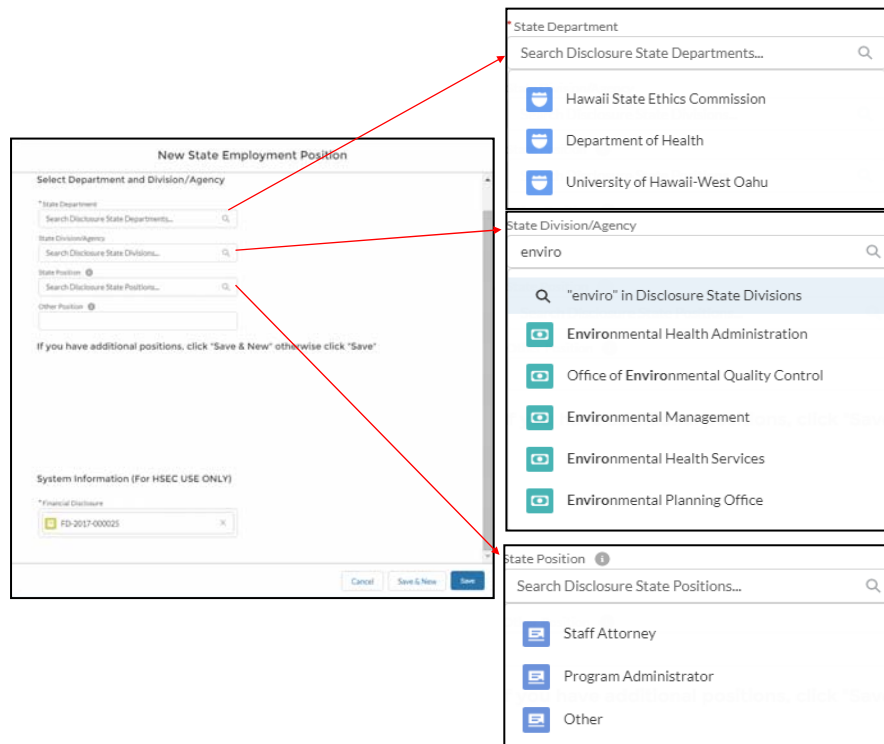 New State Employment Position
Select Department and Division/Agency
* State Department
Search Disclosure State Departments...
State Division/Agency
Search Disclosure State Divisions...
State Position
Search Disclosure State Positions...
Other Position
If you have additional positions, click "Save & New" otherwise click "Save"
System Information (For HSEC USE ONLY)
* Financial Disclosure
FD-2017-000025
Cancel
Save & New
Save
* State Department
Search Disclosure State Departments...
Hawaii State Ethics Commission
Department of Health
University of Hawaii-West Oahu
State Division/Agency
enviro
"enviro" in Disclosure State Divisions
Environmental Health Administration
Office of Environmental Quality Control
Environmental Management
Environmental Health Services
Environmental Planning Office
State Position
Search Disclosure State Positions...
Staff Attorney
Program Administrator
Other